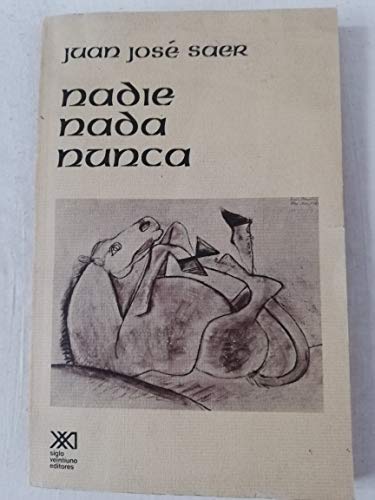 Juan José Saer
nadie
nada
nunca
siglo
veintiuno
editores